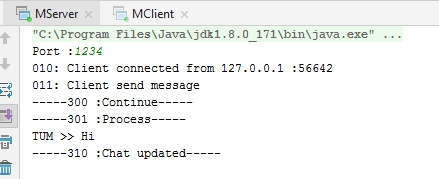 MServer MClient
"C:\Program Files\Java\jdk1.8.0_171\bin\java.exe" ...
Port :1234
010: Client connected from 127.0.0.1 :56642
011: Client send message
-----300 :Continue-----
-----301 :Process-----
TUM >> Hi
-----310 :Chat updated-----